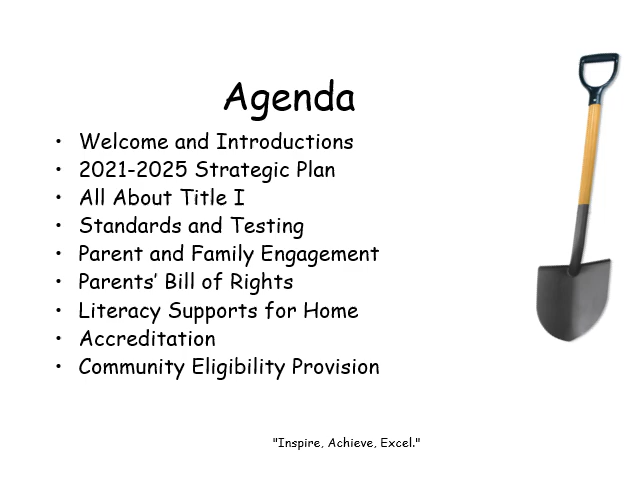 Agenda
• Welcome and Introductions
• 2021-2025 Strategic Plan
• All About Title I
• Standards and Testing
• Parent and Family Engagement
• Parents’ Bill of Rights
• Literacy Supports for Home
• Accreditation
• Community Eligibility Provision
"Inspire, Achieve, Excel."